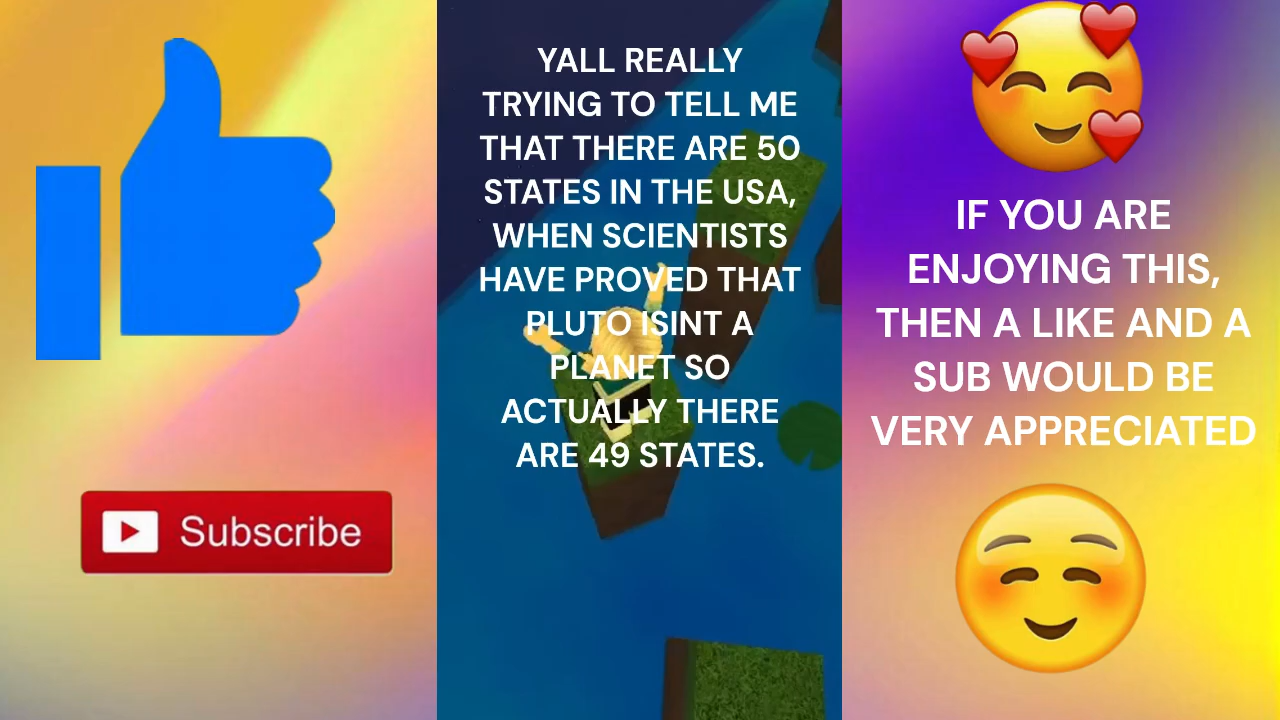 Subscribe
YALL REALLY
TRYING TO TELL ME
THAT THERE ARE 50
STATES IN THE USA,
WHEN SCIENTISTS
HAVE PROVED THAT
PLUTO ISINT A
PLANET SO
ACTUALLY THERE
ARE 49 STATES.
IF YOU ARE
ENJOYING THIS,
THEN A LIKE AND A
SUB WOULD BE
VERY APPRECIATED